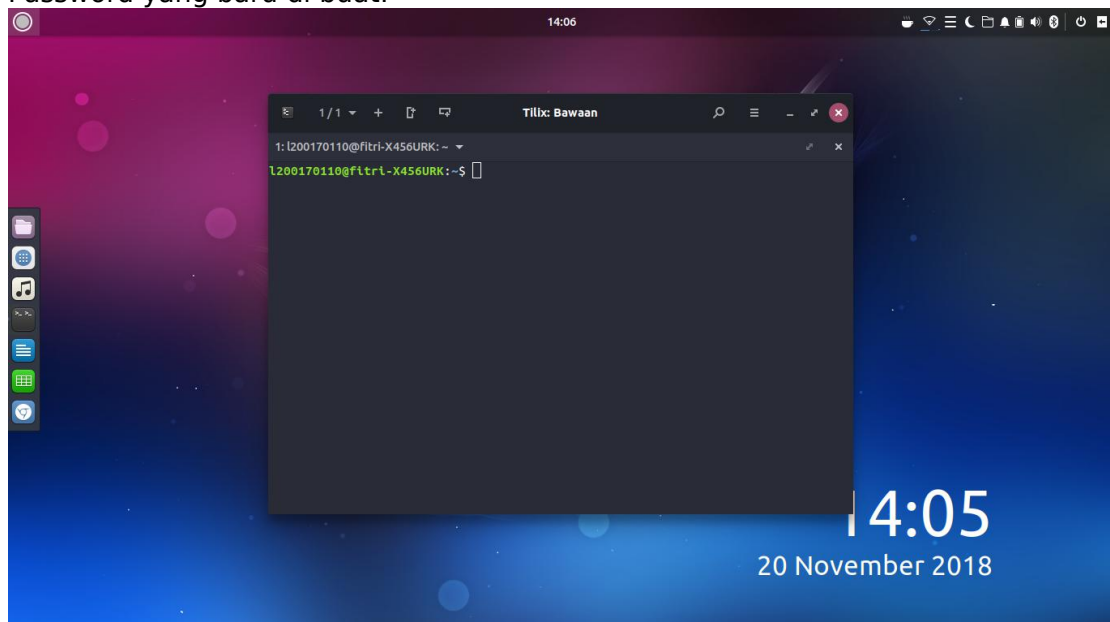 Password yang baru di buat.
14:06
1/1
Tilix: Bawaan
1: l200170110@fitri-X456URK: ~
l200170110@fitri-X456URK:~$
14:05
20 November 2018